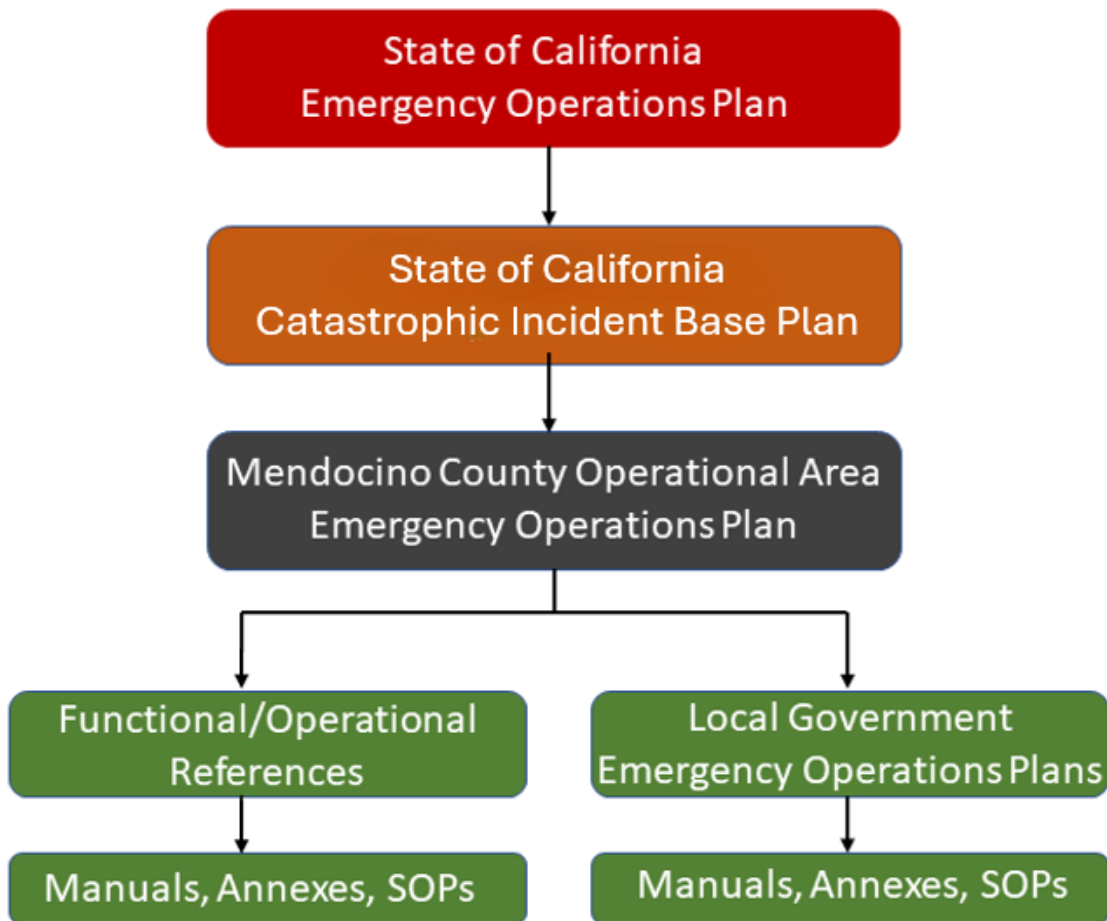 State of California
Emergency Operations Plan
State of California
Catastrophic Incident Base Plan
Mendocino County Operational Area
Emergency Operations Plan
Functional/Operational
References
Local Government
Emergency Operations Plans
Manuals, Annexes, SOPs
Manuals, Annexes, SOPs